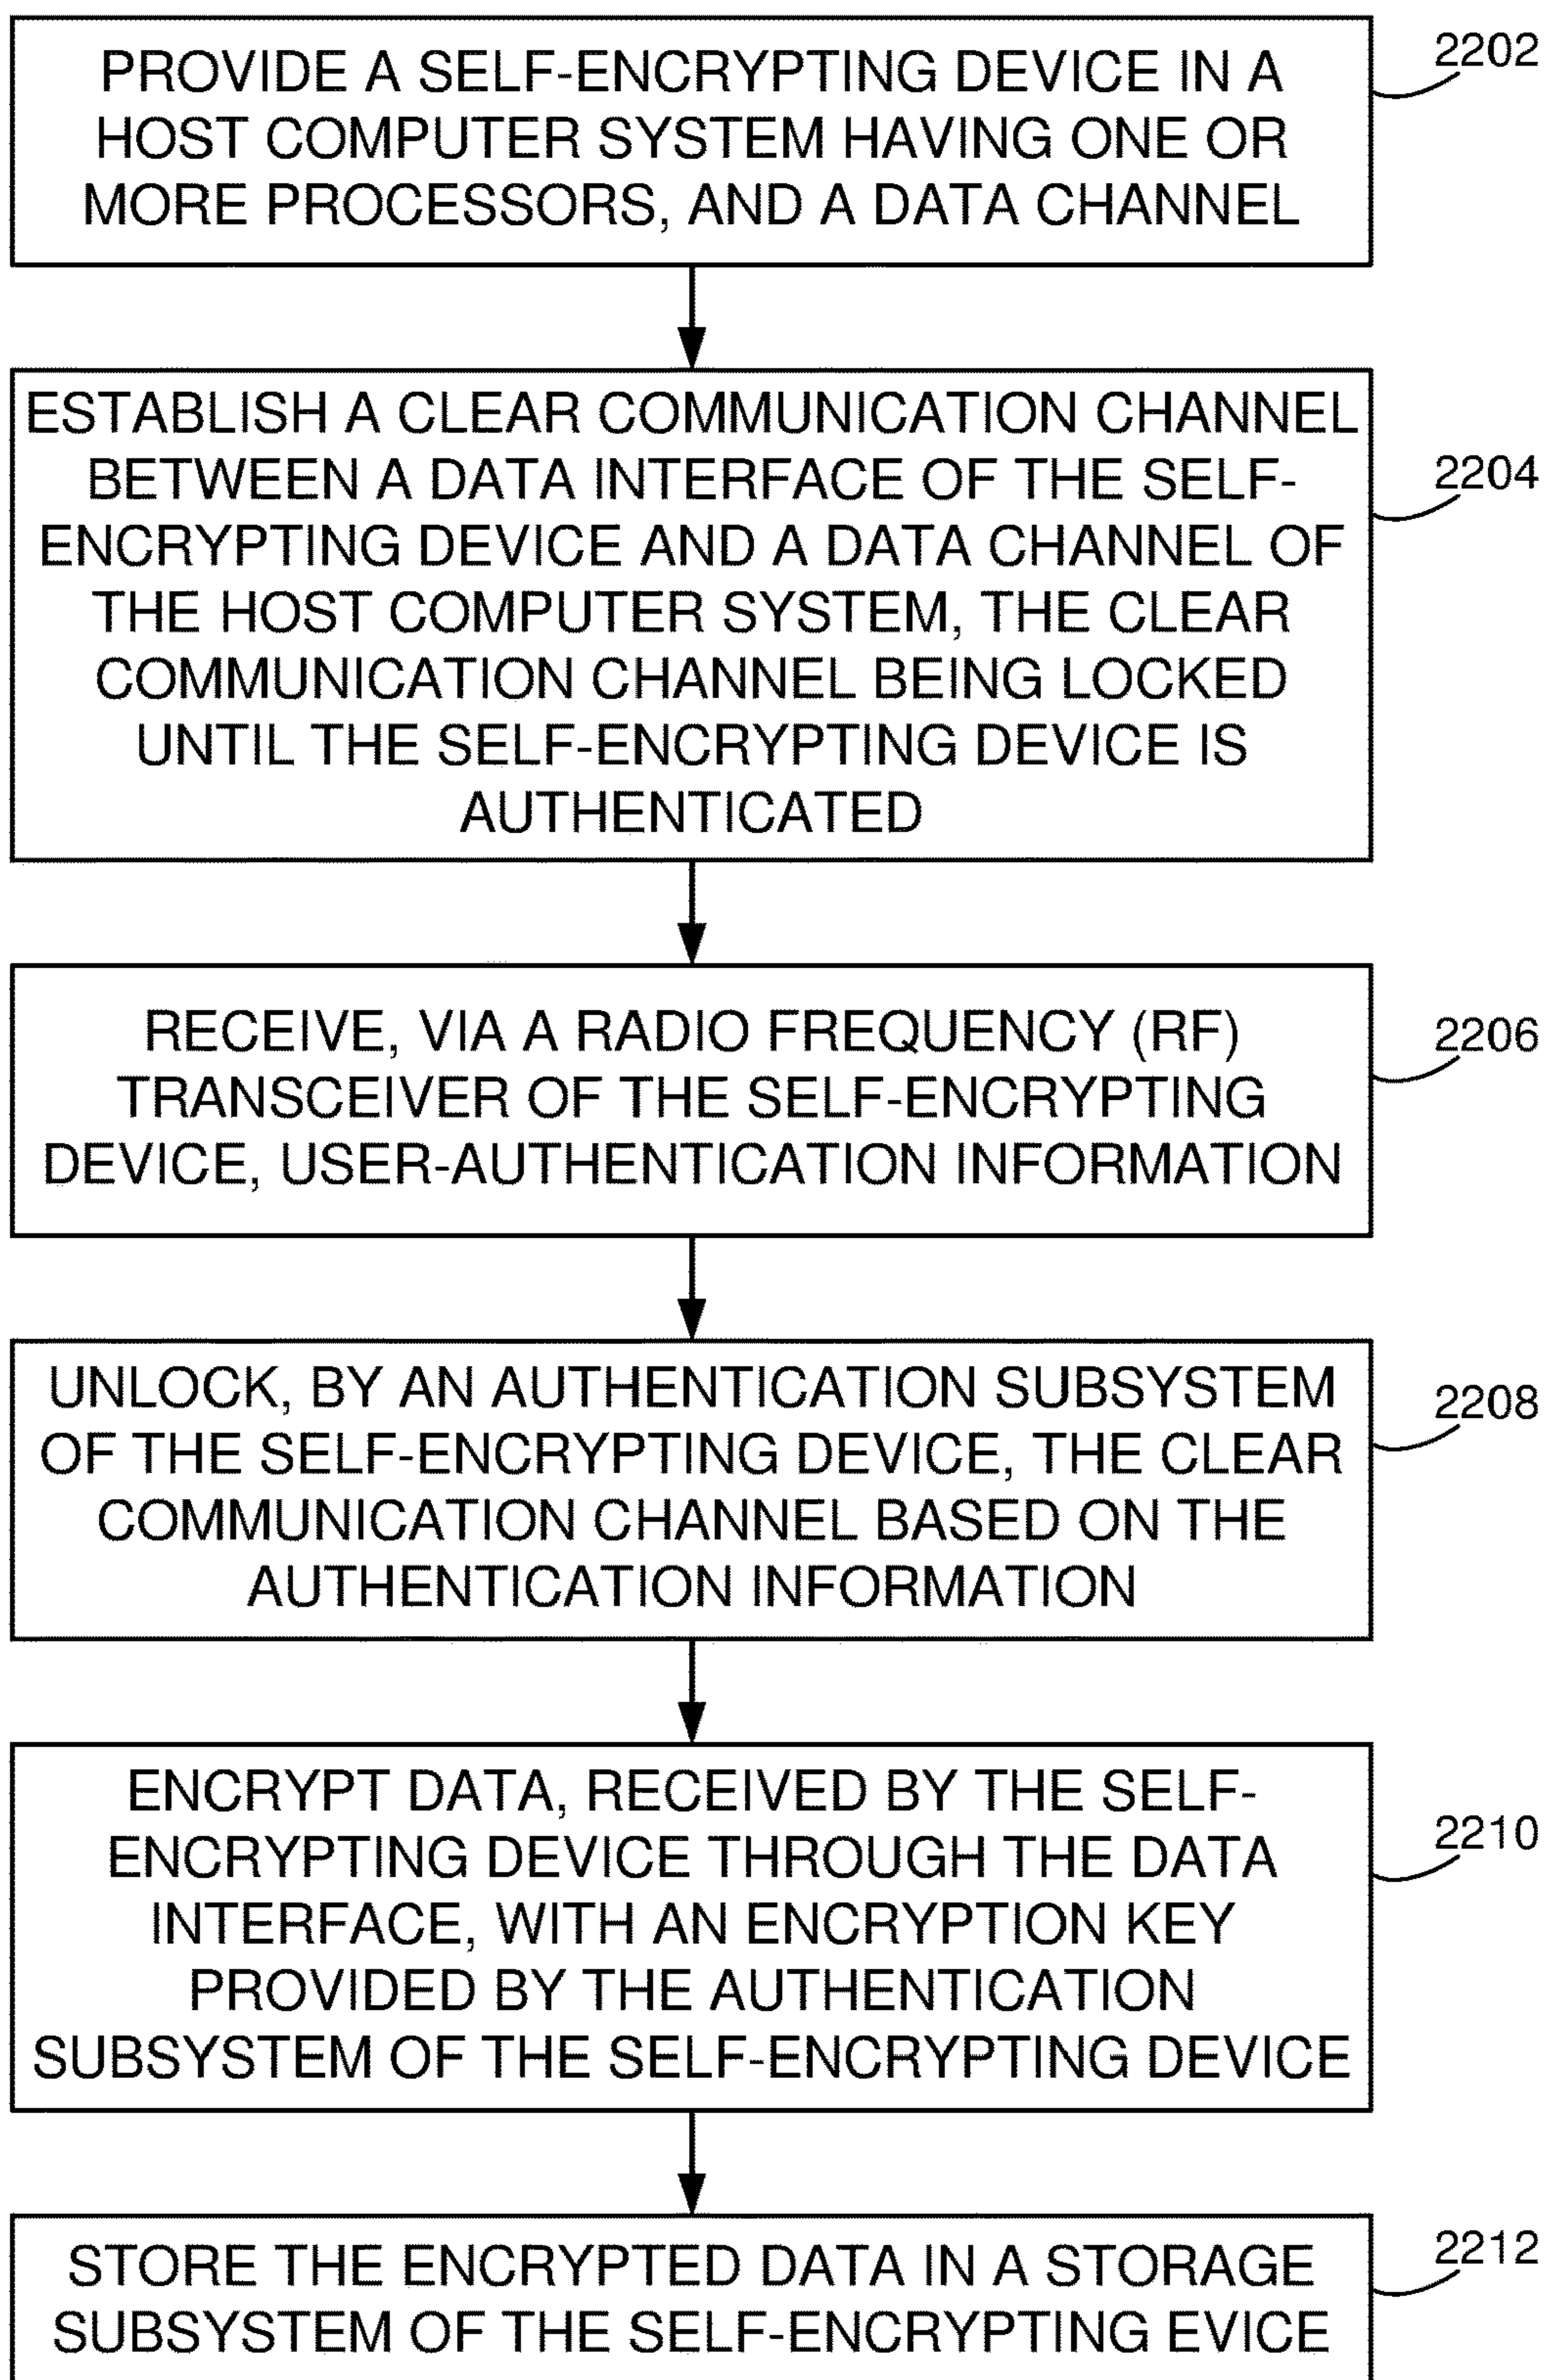 PROVIDE A SELF-ENCRYPTING DEVICE IN A
HOST COMPUTER SYSTEM HAVING ONE OR
MORE PROCESSORS, AND A DATA CHANNEL
2202
ESTABLISH A CLEAR COMMUNICATION CHANNEL
BETWEEN A DATA INTERFACE OF THE SELF-
ENCRYPTING DEVICE AND A DATA CHANNEL OF
THE HOST COMPUTER SYSTEM, THE CLEAR
COMMUNICATION CHANNEL BEING LOCKED
UNTIL THE SELF-ENCRYPTING DEVICE IS
AUTHENTICATED
2204
RECEIVE, VIA A RADIO FREQUENCY (RF)
TRANSCEIVER OF THE SELF-ENCRYPTING
DEVICE, USER-AUTHENTICATION INFORMATION
2206
UNLOCK, BY AN AUTHENTICATION SUBSYSTEM
OF THE SELF-ENCRYPTING DEVICE, THE CLEAR
COMMUNICATION CHANNEL BASED ON THE
AUTHENTICATION INFORMATION
2208
ENCRYPT DATA, RECEIVED BY THE SELF-
ENCRYPTING DEVICE THROUGH THE DATA
INTERFACE, WITH AN ENCRYPTION KEY
PROVIDED BY THE AUTHENTICATION
SUBSYSTEM OF THE SELF-ENCRYPTING DEVICE
2210
STORE THE ENCRYPTED DATA IN A STORAGE
SUBSYSTEM OF THE SELF-ENCRYPTING EVICE
2212